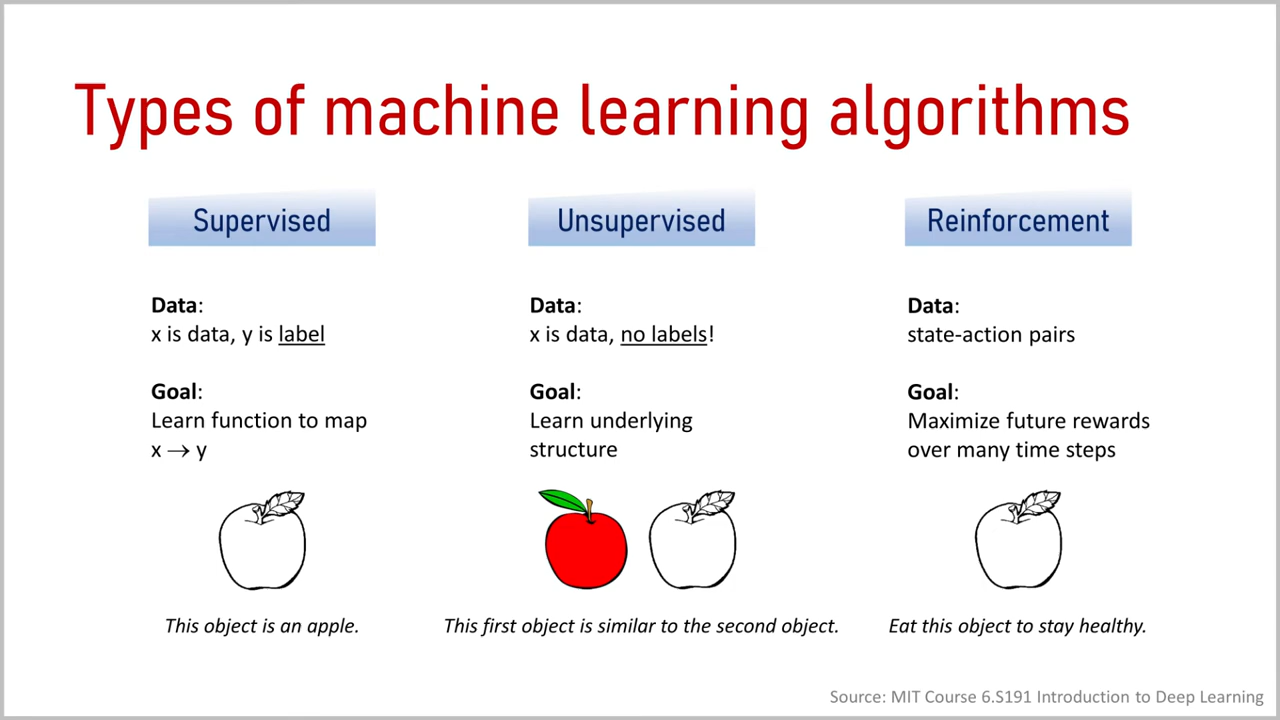 Types of machine learning algorithms
Supervised
Data:
x is data, y is label
Goal:
Learn function to map
x → y
This object is an apple.
Unsupervised
Data:
x is data, no labels!
Goal:
Learn underlying
structure
This first object is similar to the second object.
Reinforcement
Data:
state-action pairs
Goal:
Maximize future rewards
over many time steps
Eat this object to stay healthy.
Source: MIT Course 6.S191 Introduction to Deep Learning